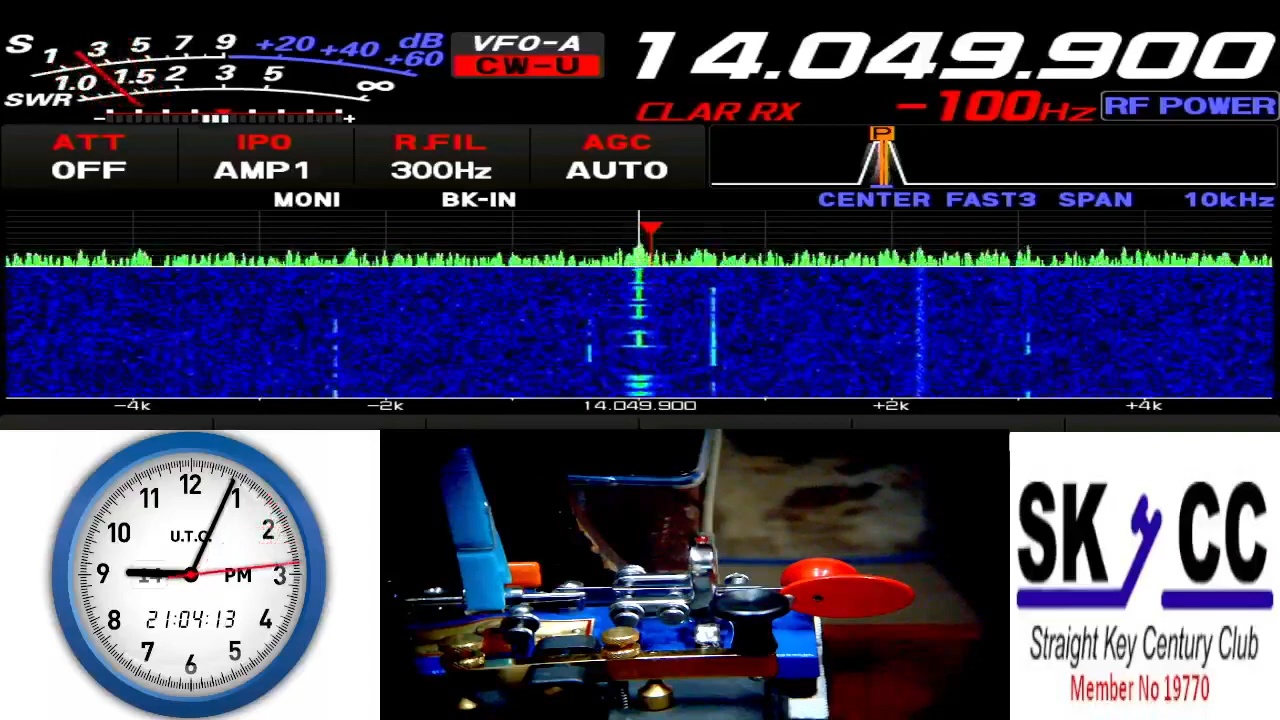 S 1 3 5 7 9 +20 +40 +60 dB
SWR 1.0 1.5 2 3 5 ∞
- +
VFO-A
CW-U
14.049.900
CLAR RX -100Hz RF POWER
ATT IPO R.FIL AGC
OFF AMP1 300Hz AUTO
P
MONI BK-IN CENTER FAST3 SPAN 10kHz
-4k -2k 14.049.900 +2k +4k
12 1 2 3 4 5 6 7 8 9 10 11
U.T.C.
PM
21:04:13
SK CC
Straight Key Century Club
Member No 19770